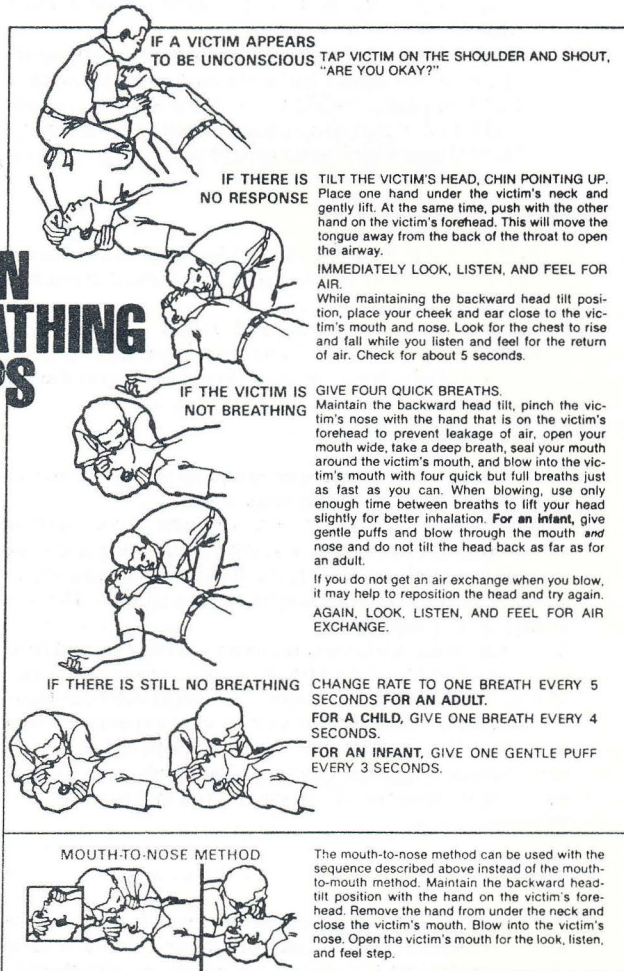 IF A VICTIM APPEARS
TO BE UNCONSCIOUS
TAP VICTIM ON THE SHOULDER AND SHOUT,
"ARE YOU OKAY?"
IF THERE IS
NO RESPONSE
TILT THE VICTIM'S HEAD, CHIN POINTING UP.
Place one hand under the victim's neck and
gently lift. At the same time, push with the other
hand on the victim's forehead. This will move the
tongue away from the back of the throat to open
the airway.
IMMEDIATELY LOOK, LISTEN, AND FEEL FOR
AIR.
While maintaining the backward head tilt posi-
tion, place your cheek and ear close to the vic-
tim's mouth and nose. Look for the chest to rise
and fall while you listen and feel for the return
of air. Check for about 5 seconds.
IF THE VICTIM IS
NOT BREATHING
GIVE FOUR QUICK BREATHS.
Maintain the backward head tilt, pinch the vic-
tim's nose with the hand that is on the victim's
forehead to prevent leakage of air, open your
mouth wide, take a deep breath, seal your mouth
around the victim's mouth, and blow into the vic-
tim's mouth with four quick but full breaths just
as fast as you can. When blowing, use only
enough time between breaths to lift your head
slightly for better inhalation. For an infant, give
gentle puffs and blow through the mouth and
nose and do not tilt the head back as far as for
an adult.
If you do not get an air exchange when you blow,
it may help to reposition the head and try again.
AGAIN, LOOK, LISTEN, AND FEEL FOR AIR
EXCHANGE.
IF THERE IS STILL NO BREATHING
CHANGE RATE TO ONE BREATH EVERY 5
SECONDS FOR AN ADULT.
FOR A CHILD, GIVE ONE BREATH EVERY 4
SECONDS.
FOR AN INFANT, GIVE ONE GENTLE PUFF
EVERY 3 SECONDS.
MOUTH-TO-NOSE METHOD
The mouth-to-nose method can be used with the
sequence described above instead of the mouth-
to-mouth method. Maintain the backward head-
tilt position with the hand on the victim's fore-
head. Remove the hand from under the neck and
close the victim's mouth. Blow into the victim's
nose. Open the victim's mouth for the look, listen,
and feel step.